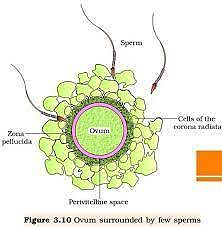 Sperm
Cells of the
corona radiata
Zona
pellucida
Ovum
Perivitelline space
Figure 3.10 Ovum surrounded by few sperms